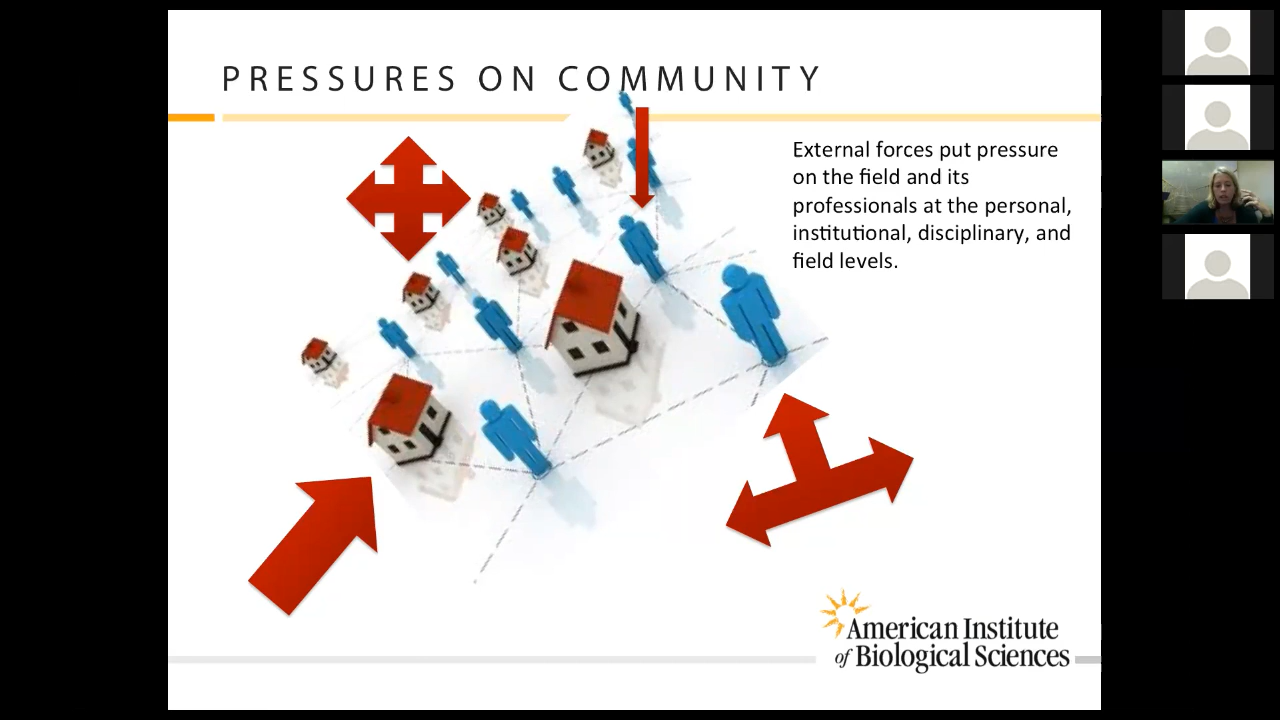 PRESSURES ON COMMUNITY
External forces put pressure
on the field and its
professionals at the personal,
institutional, disciplinary, and
field levels.
American Institute
of Biological Sciences